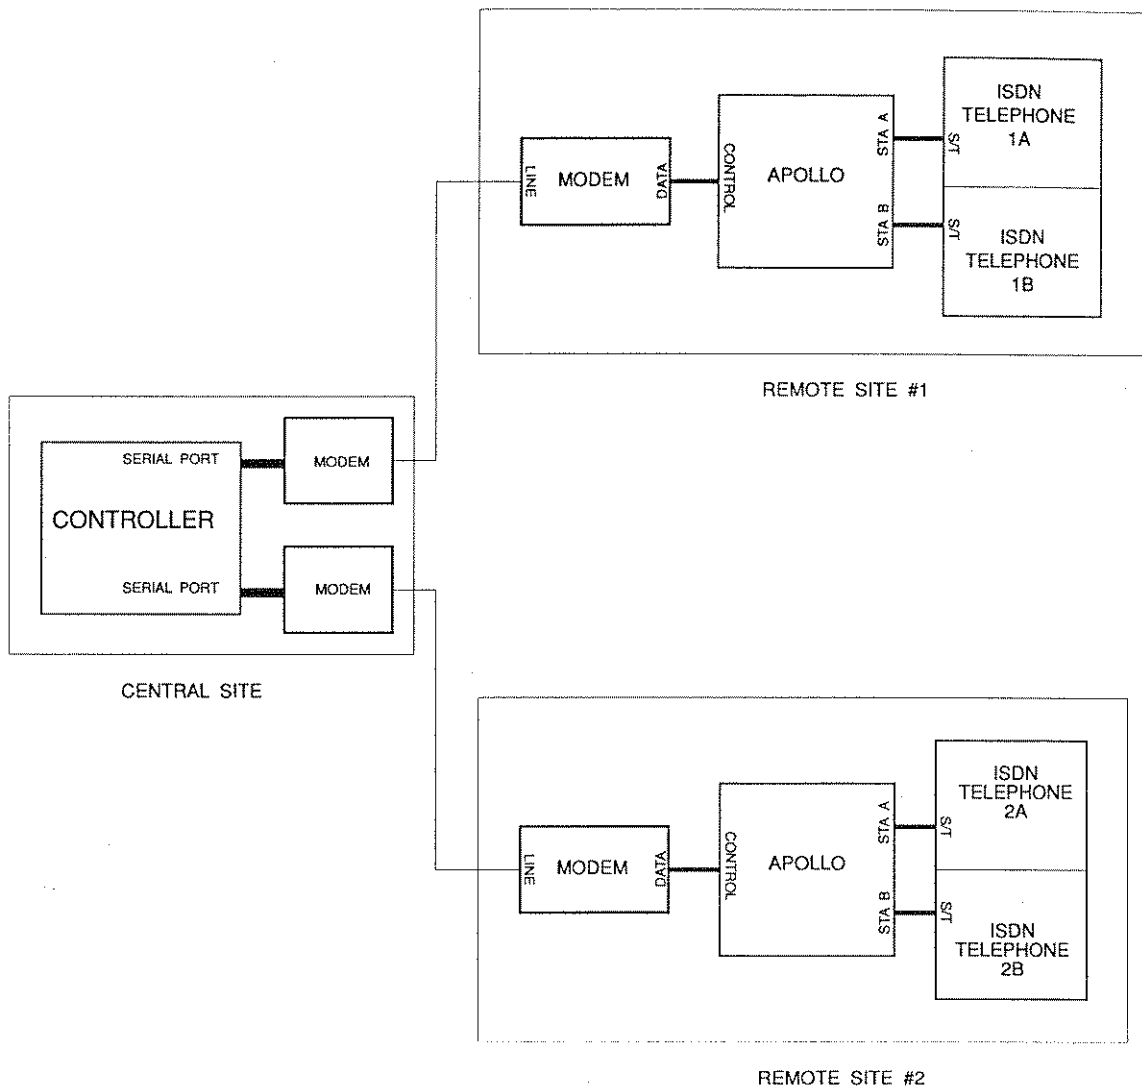 ISDN
TELEPHONE
1A
STA A
S/T
CONTROL
APOLLO
LINE
MODEM
DATA
STA B
S/T
ISDN
TELEPHONE
1B
REMOTE SITE #1
SERIAL PORT
MODEM
CONTROLLER
SERIAL PORT
MODEM
CENTRAL SITE
ISDN
TELEPHONE
2A
STA A
S/T
CONTROL
APOLLO
LINE
MODEM
DATA
STA B
S/T
ISDN
TELEPHONE
2B
REMOTE SITE #2